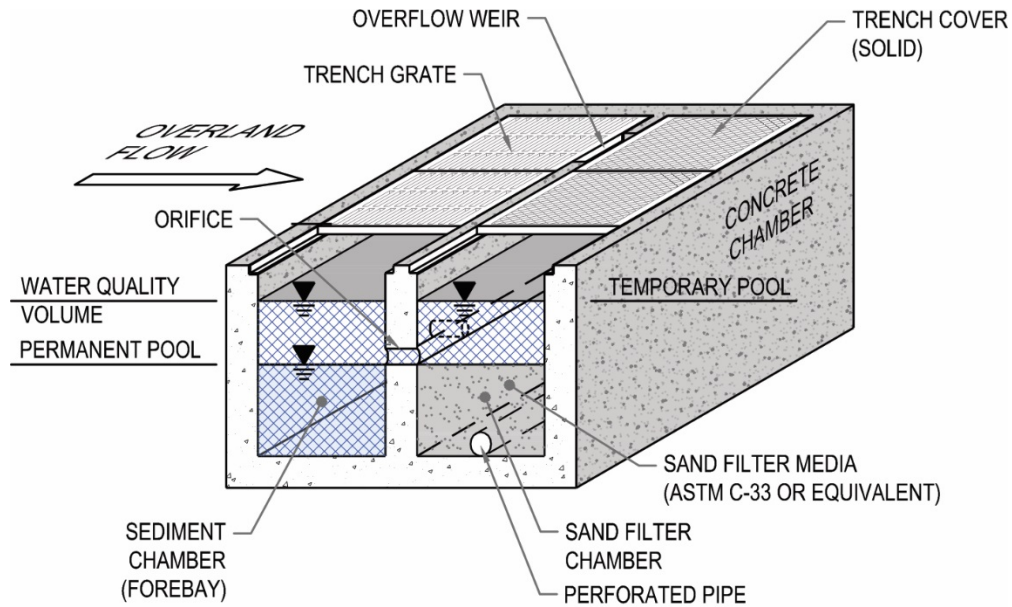 OVERFLOW WEIR
TRENCH COVER
(SOLID)
TRENCH GRATE
OVERLAND
FLOW
ORIFICE
CONCRETE
CHAMBER
WATER QUALITY
VOLUME
TEMPORARY POOL
PERMANENT POOL
SAND FILTER MEDIA
(ASTM C-33 OR EQUIVALENT)
SEDIMENT
CHAMBER
(FOREBAY)
SAND FILTER
CHAMBER
PERFORATED PIPE